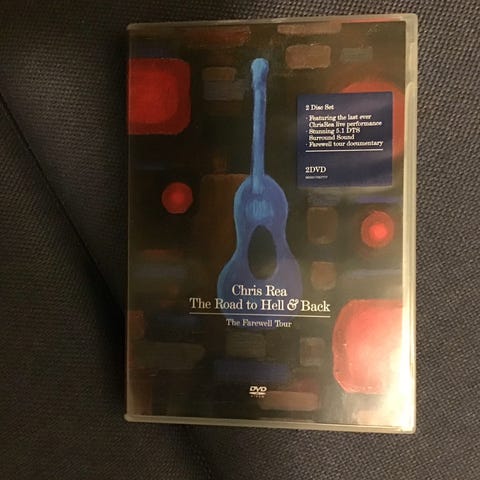 2 Disc Set
· Featuring the last ever
ChrisRea live performance
· Stunning 5.1 DTS
Surround Sound
· Farewell tour documentary
2DVD
Chris Rea
The Road to Hell & Back
The Farewell Tour
DVD
VIDEO